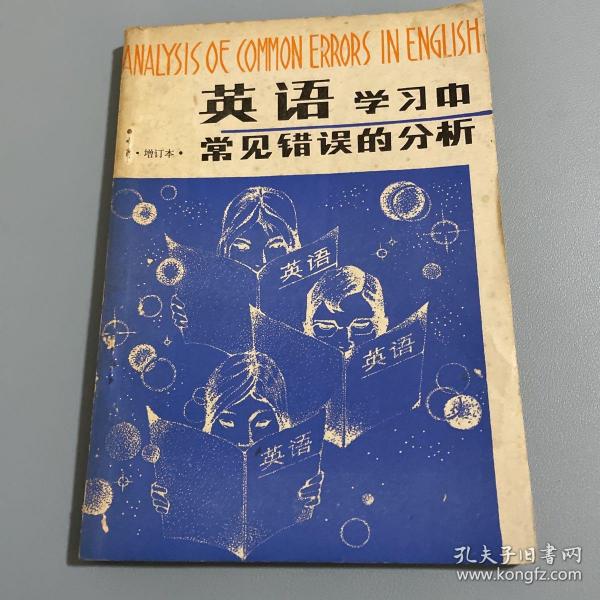 ANALYSIS OF COMMON ERRORS IN ENGLISH
英语 学习中
·增订本· 常见错误的分析
英语
英语
英语
孔夫子旧书网
www.kongfz.com